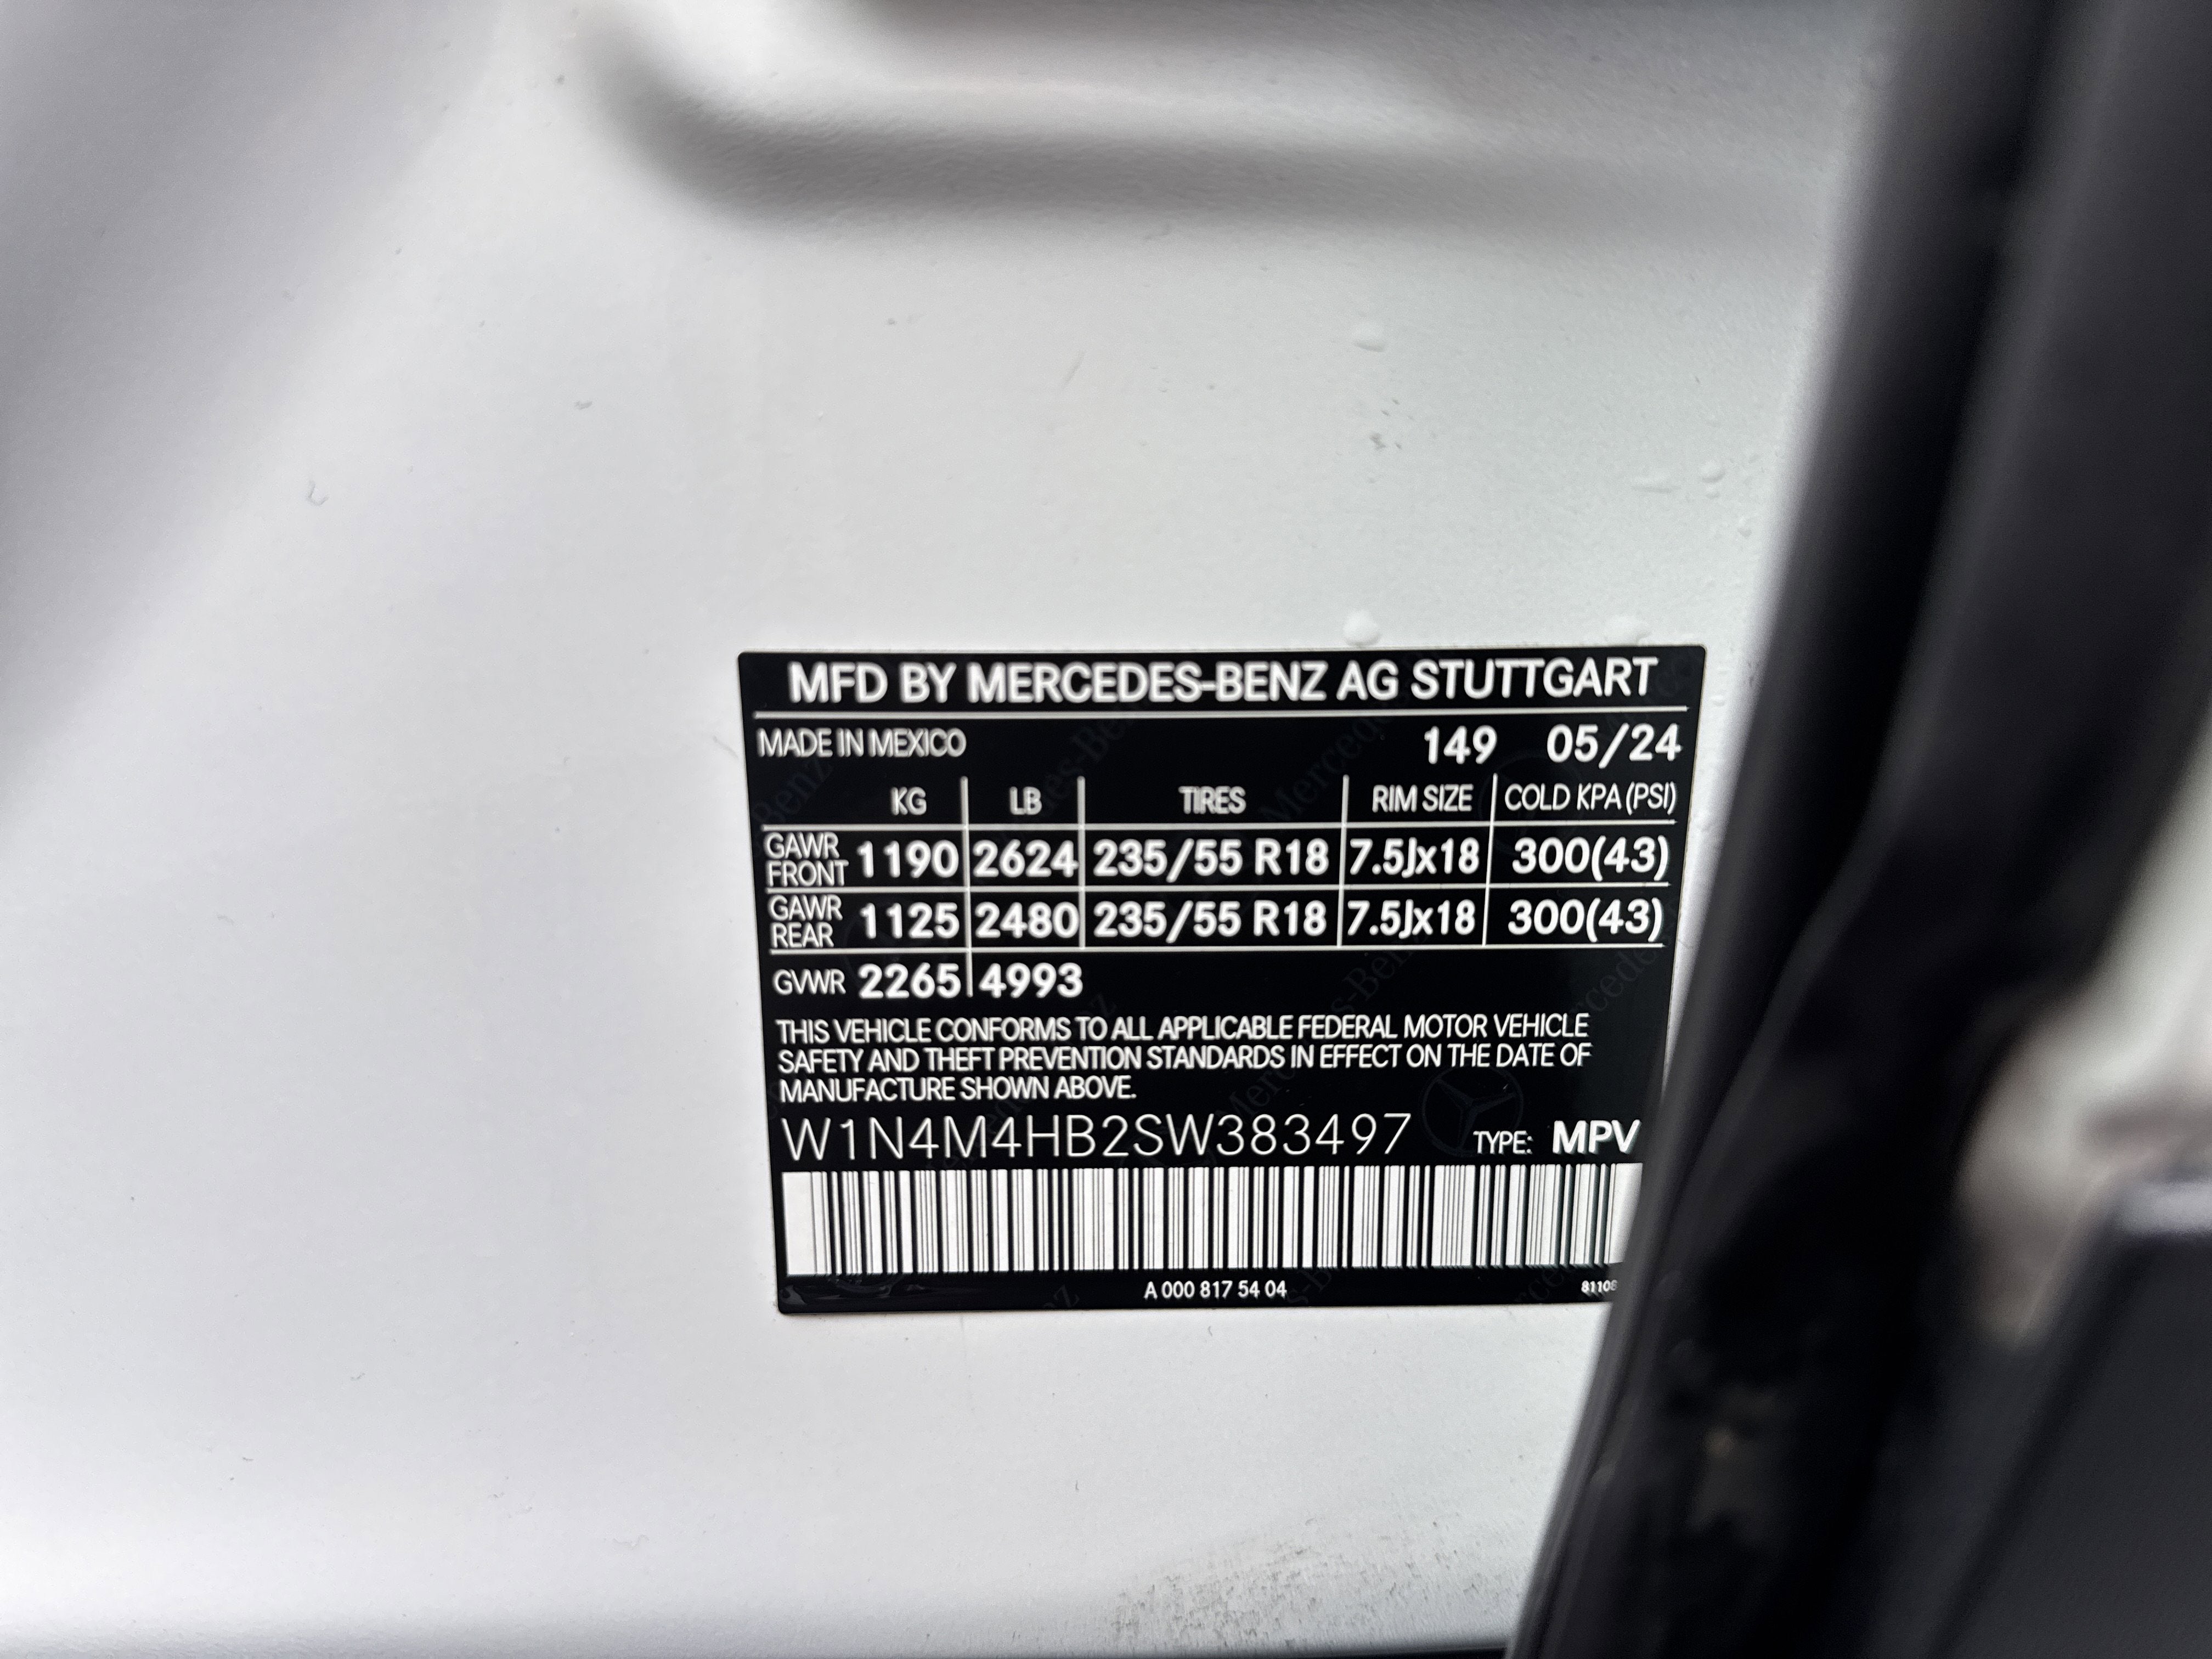 MFD BY MERCEDES-BENZ AG STUTTGART
MADE IN MEXICO 149 05/24
KG LB TIRES RIM SIZE COLD KPA (PSI)
GAWR FRONT 1190 2624 235/55 R18 7.5Jx18 300(43)
GAWR REAR 1125 2480 235/55 R18 7.5Jx18 300(43)
GVWR 2265 4993
THIS VEHICLE CONFORMS TO ALL APPLICABLE FEDERAL MOTOR VEHICLE
SAFETY AND THEFT PREVENTION STANDARDS IN EFFECT ON THE DATE OF
MANUFACTURE SHOWN ABOVE.
W1N4M4HB2SW383497 TYPE: MPV
A 000 817 54 04